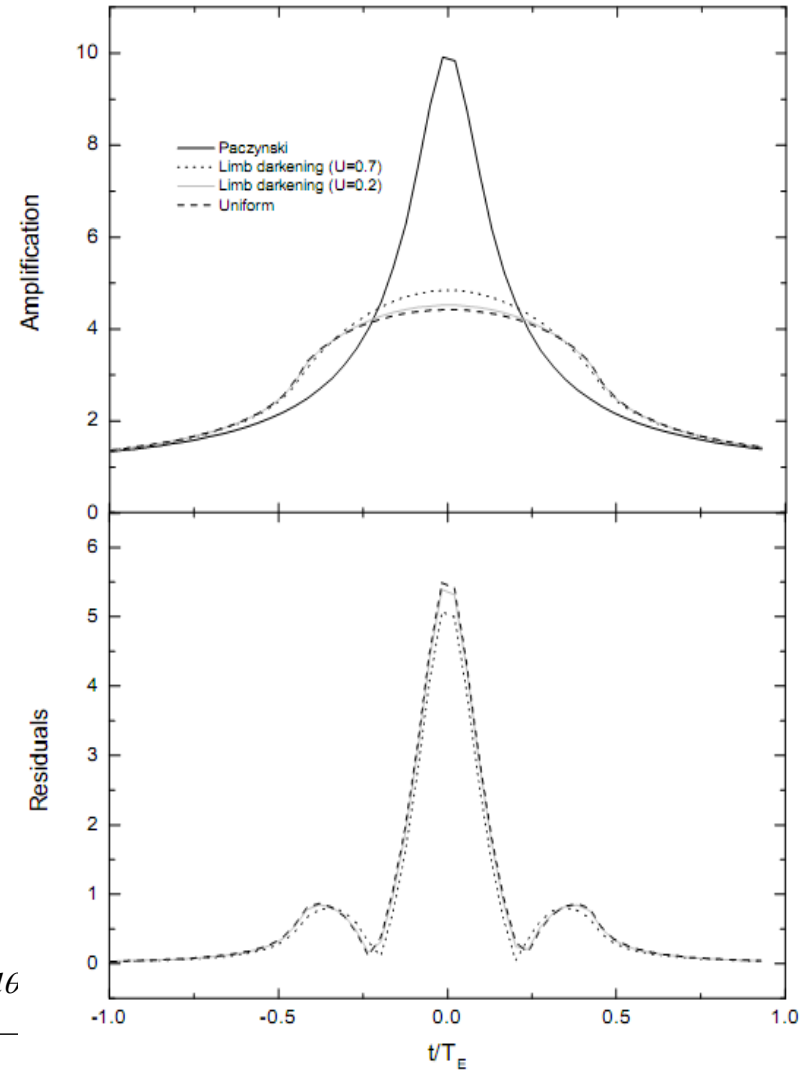 10
8
6
4
2
0
Amplification
Paczynski
Limb darkening (U=0.7)
Limb darkening (U=0.2)
Uniform
6
5
4
3
2
1
0
Residuals
-1.0 -0.5 0.0 0.5 1.0
t/T_E